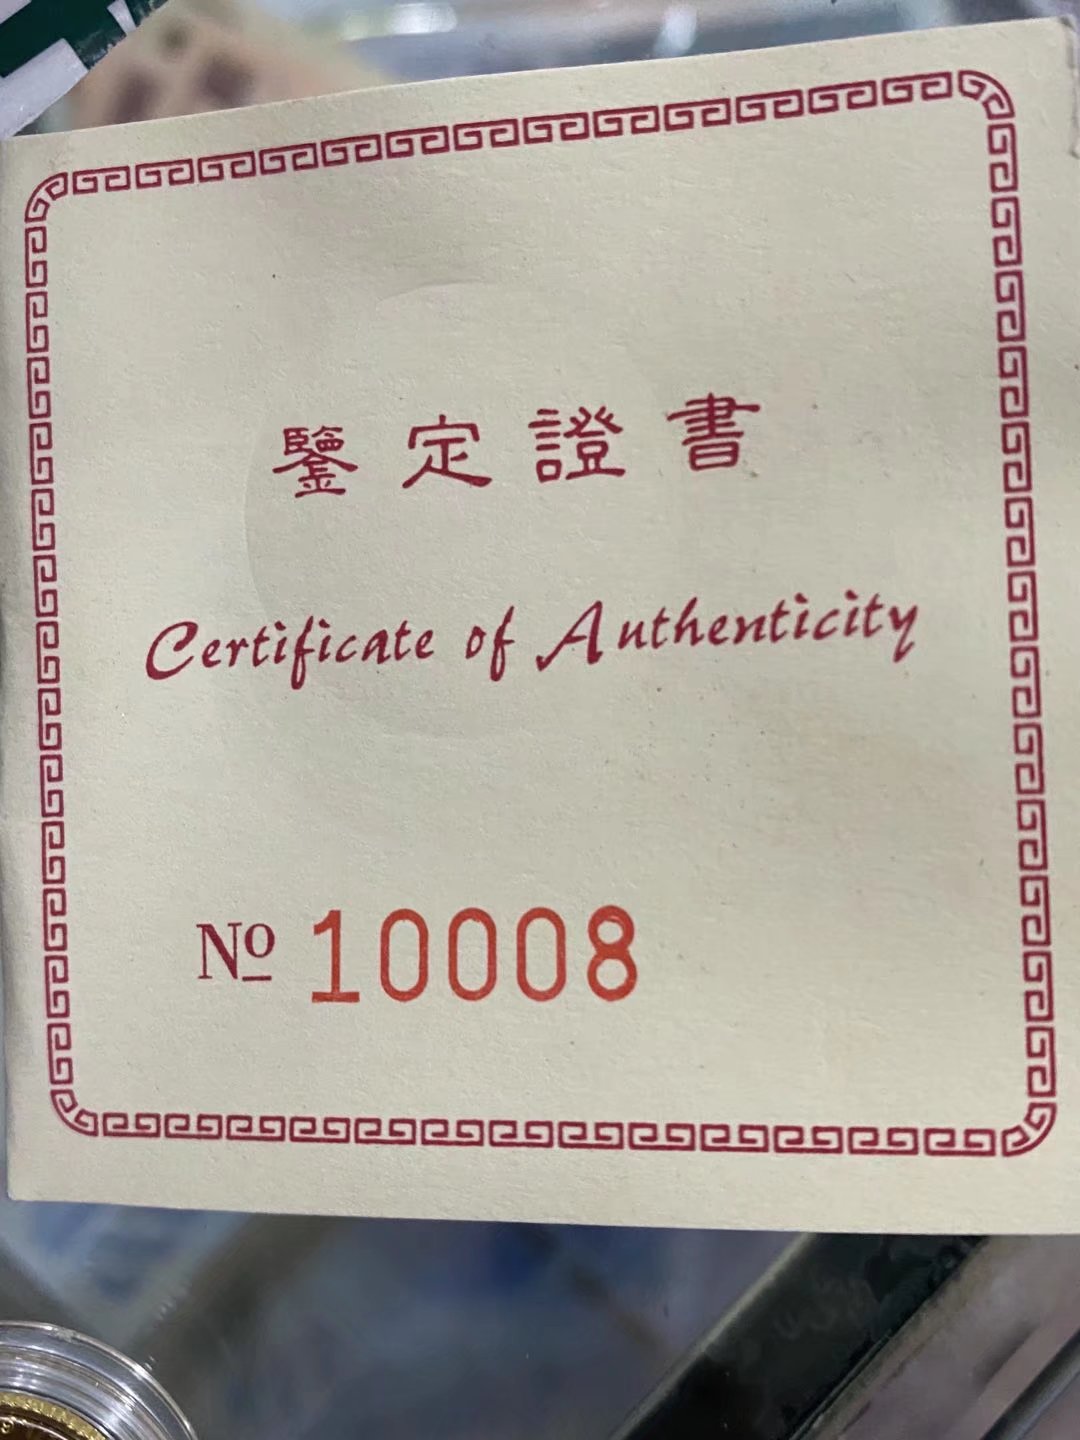 鑒定證書
Certificate of Authenticity
Nº 10008